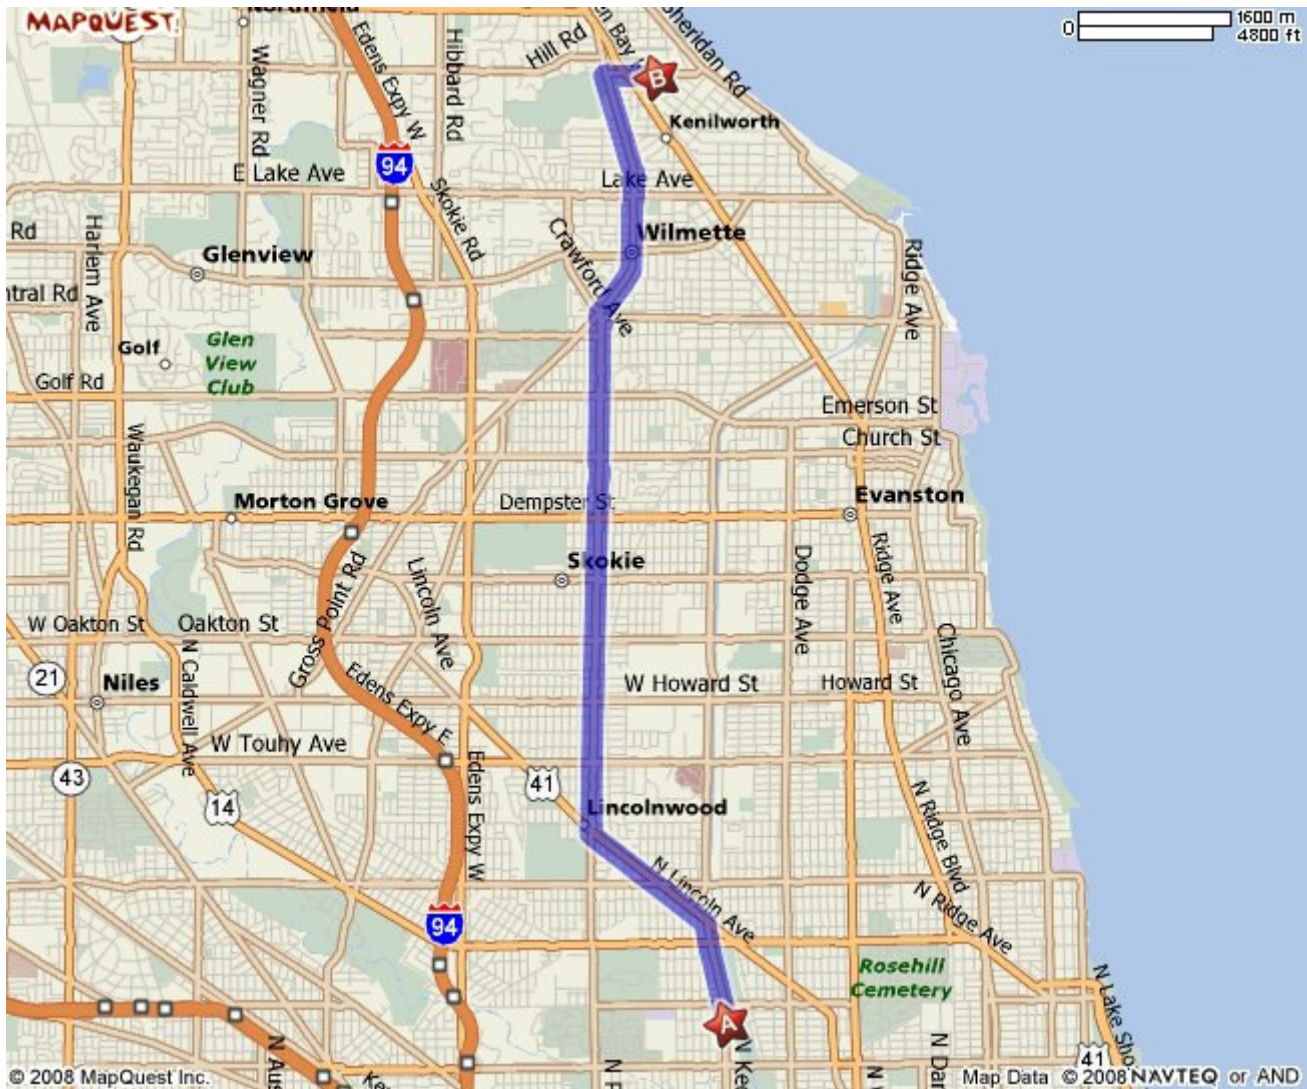 MAPQUEST.
Northfield
Hill Rd
Sheridan Rd
0
1600 m
4800 ft
Edens Expy W
Hibbard Rd
Wagner Rd
B
Kenilworth
94
E Lake Ave
Lake Ave
Skokie Rd
Rd
Harlem Ave
Glenview
Crawford Ave
Wilmette
Ridge Ave
ntral Rd
Golf
Glen
View
Club
Golf Rd
Emerson St
Church St
Waukegan Rd
Morton Grove
Dempster St
Evanston
Skokie
Gross Point Rd
Lincoln Ave
Dodge Ave
Ridge Ave
W Oakton St
Oakton St
N Caldwell Ave
Chicago Ave
21
Niles
Edens Expy E
W Howard St
Howard St
W Touhy Ave
43
14
41
Edens Expy W
Lincolnwood
N Ridge Blvd
N Lincoln Ave
N Ridge Ave
94
Rosehill
Cemetery
A
N Lake Sho
N Au
N Ke
N Da
41
© 2008 MapQuest Inc.
Map Data © 2008 NAVTEQ or AND